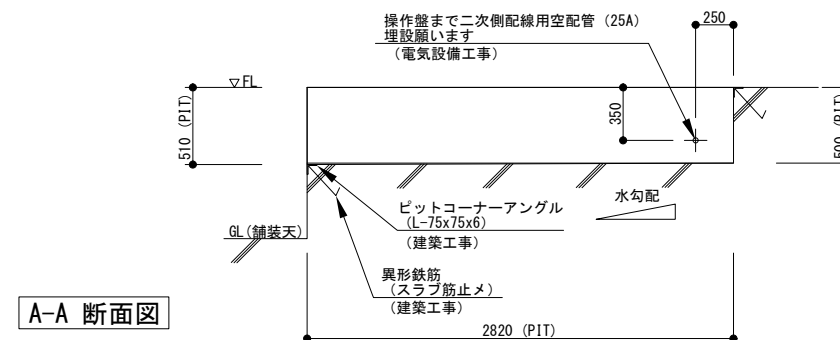 操作盤まで二次側配線用空配管（25A）
埋設願います
（電気設備工事）
250
▽FL
510 (PIT)
350
500 (PIT)
ピットコーナーアングル
(L-75x75x6)
（建築工事）
水勾配
GL(舗装天)
異形鉄筋
（スラブ筋止メ）
（建築工事）
A-A 断面図
2820 (PIT)